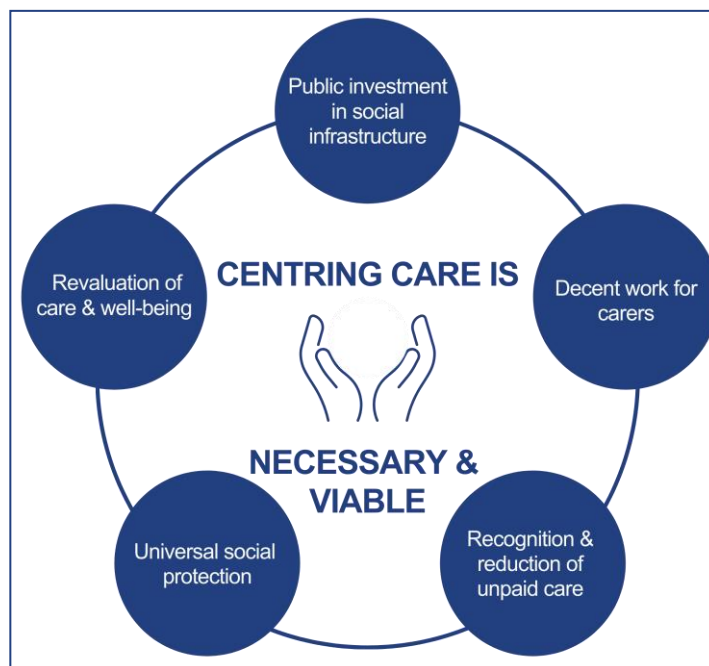 Public investment
in social
infrastructure
Revaluation of
care & well-being
CENTRING CARE IS
Decent work for
carers
NECESSARY &
VIABLE
Universal social
protection
Recognition &
reduction of
unpaid care